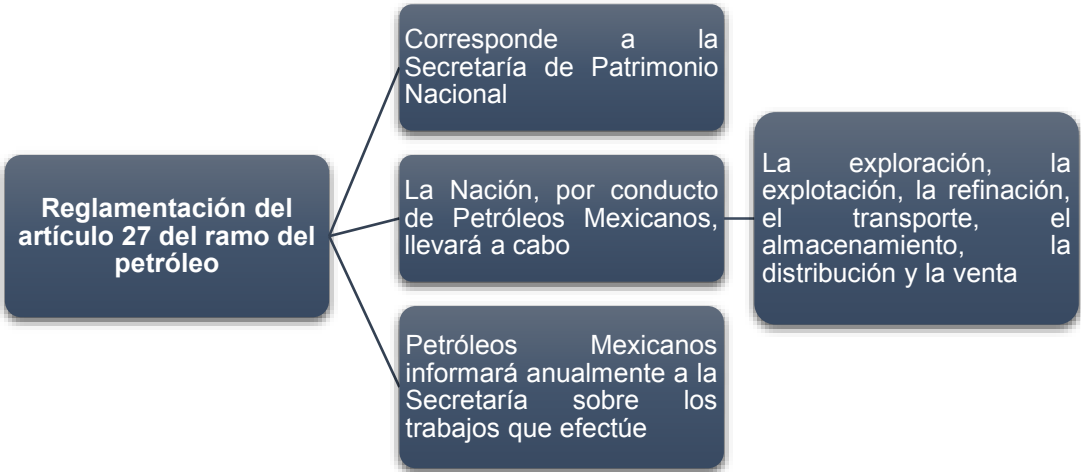 Reglamentación del
artículo 27 del ramo del
petróleo
Corresponde a la
Secretaría de Patrimonio
Nacional
La Nación, por conducto
de Petróleos Mexicanos,
llevará a cabo
La exploración, la
explotación, la refinación,
el transporte, el
almacenamiento, la
distribución y la venta
Petróleos Mexicanos
informará anualmente a la
Secretaría sobre los
trabajos que efectúe